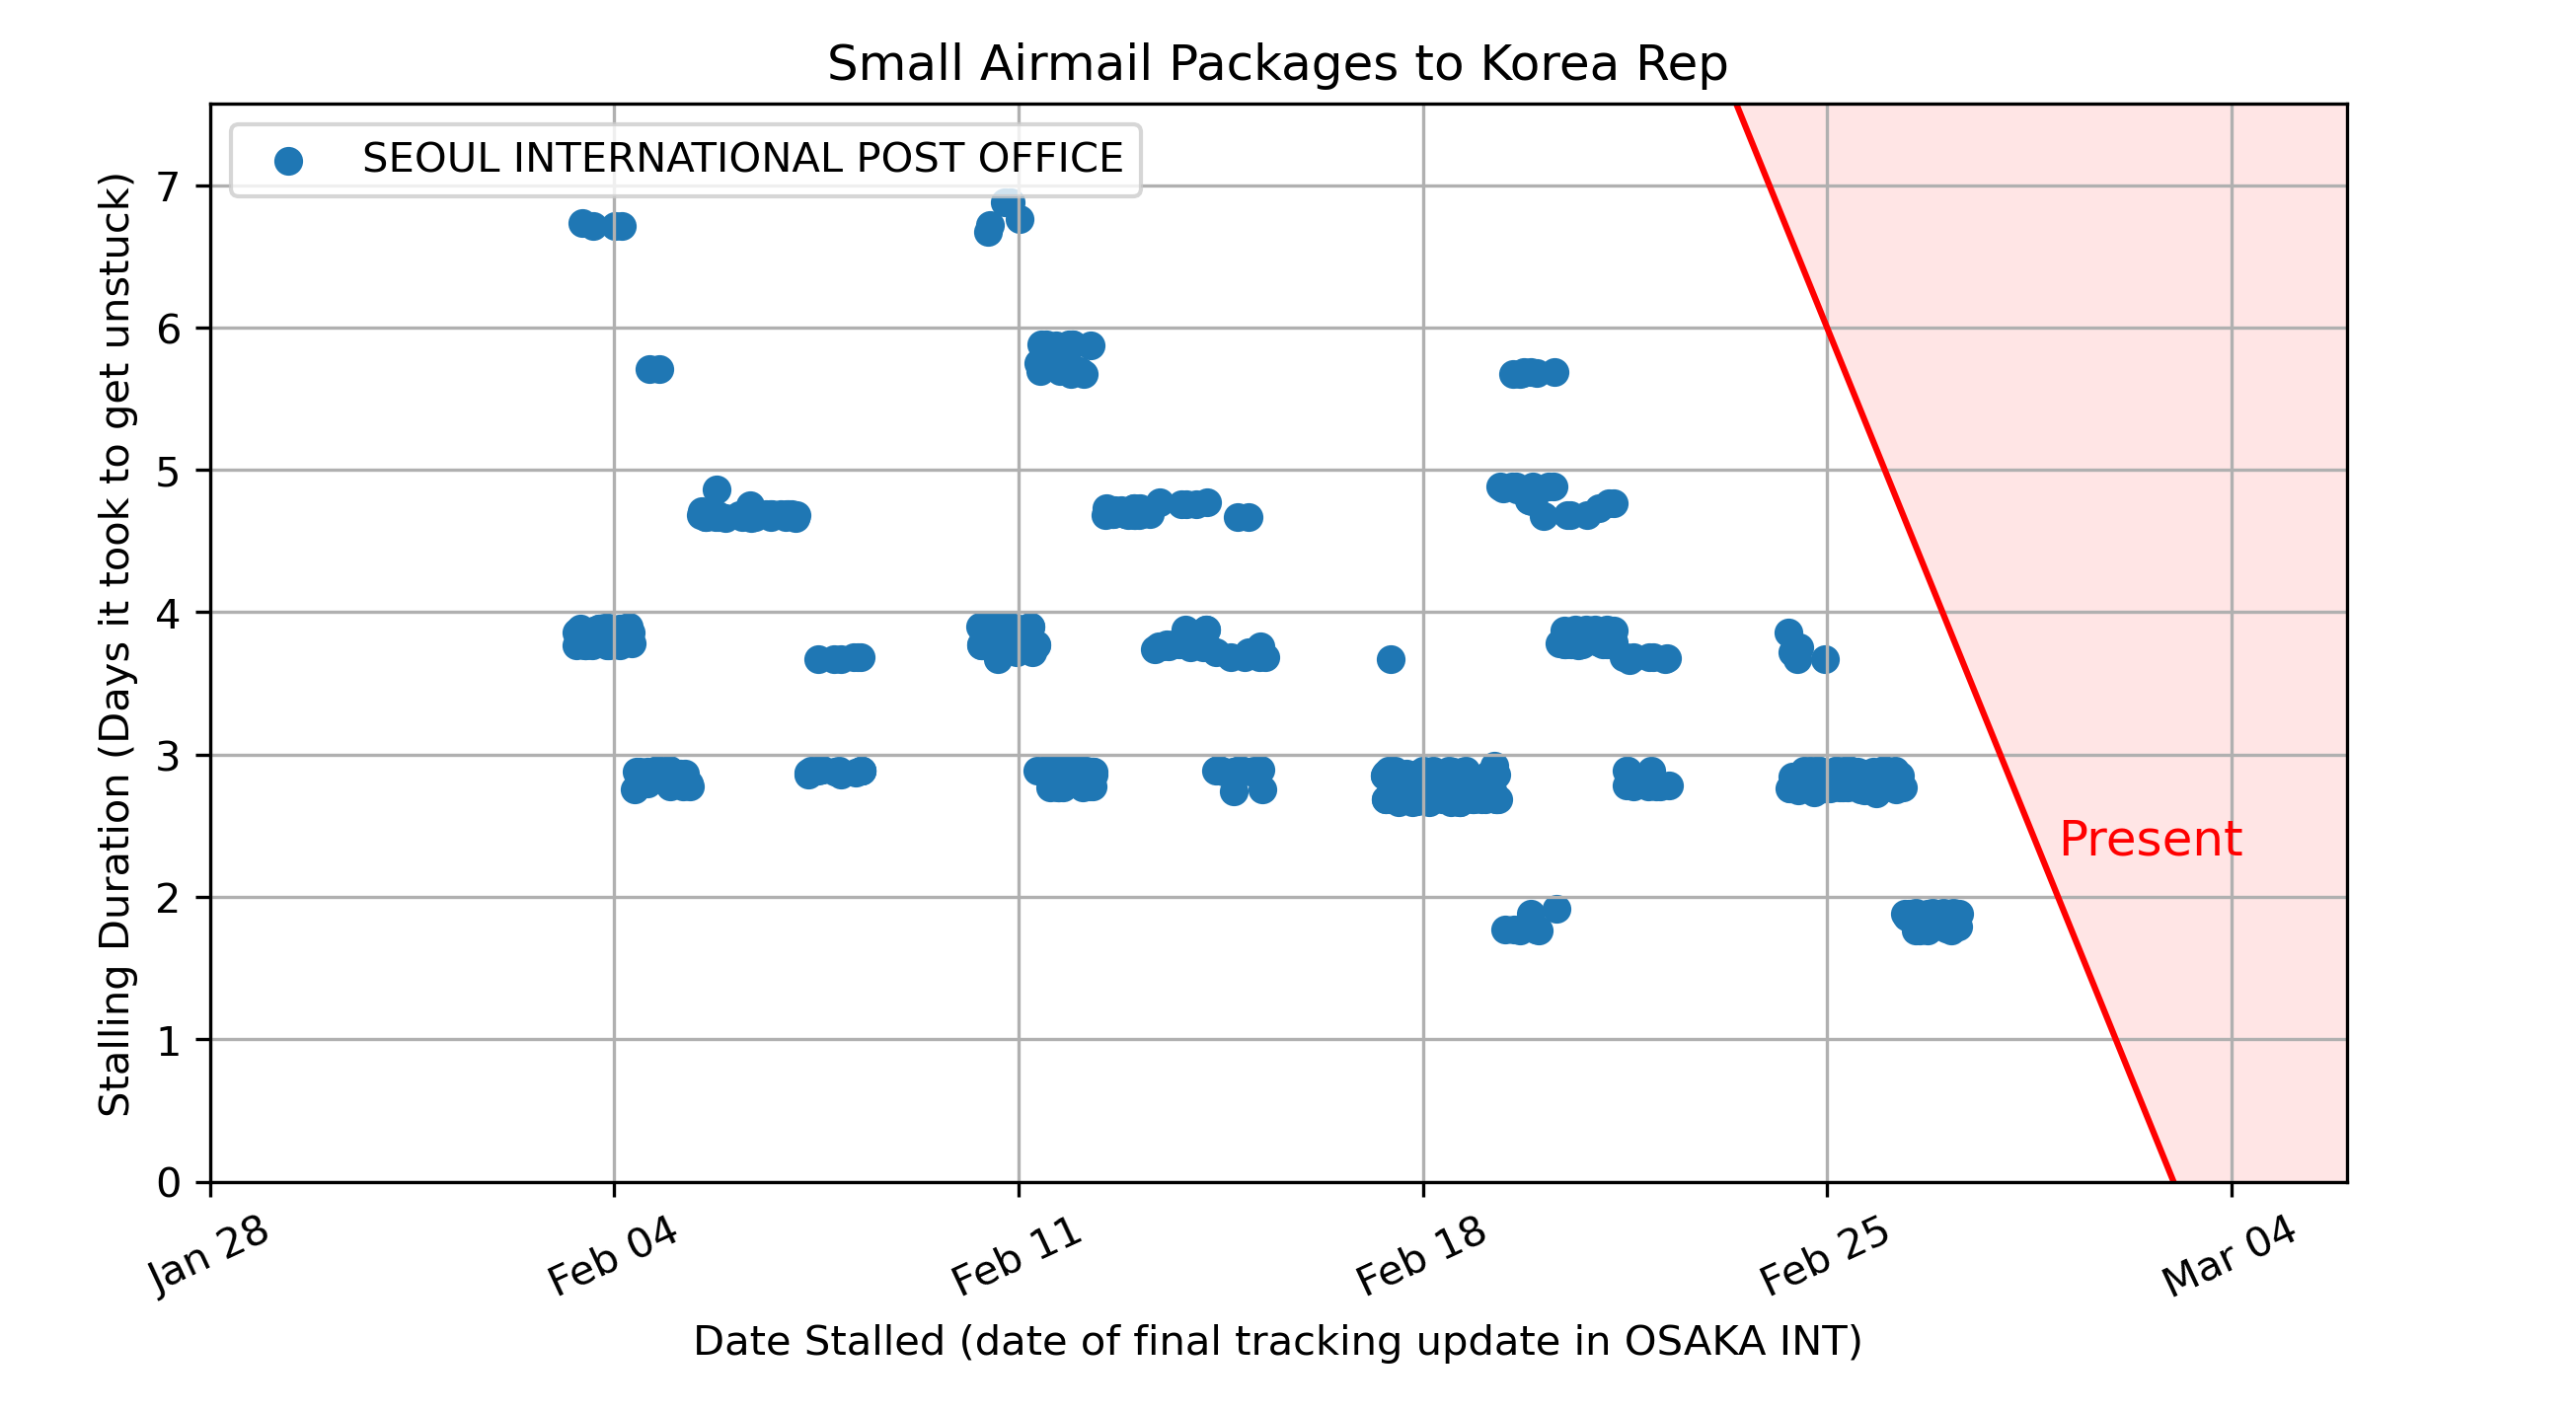 Small Airmail Packages to Korea Rep
SEOUL INTERNATIONAL POST OFFICE
Stalling Duration (Days it took to get unstuck)
7
6
5
4
3
2
1
0
Present
Jan 28
Feb 04
Feb 11
Feb 18
Feb 25
Mar 04
Date Stalled (date of final tracking update in OSAKA INT)